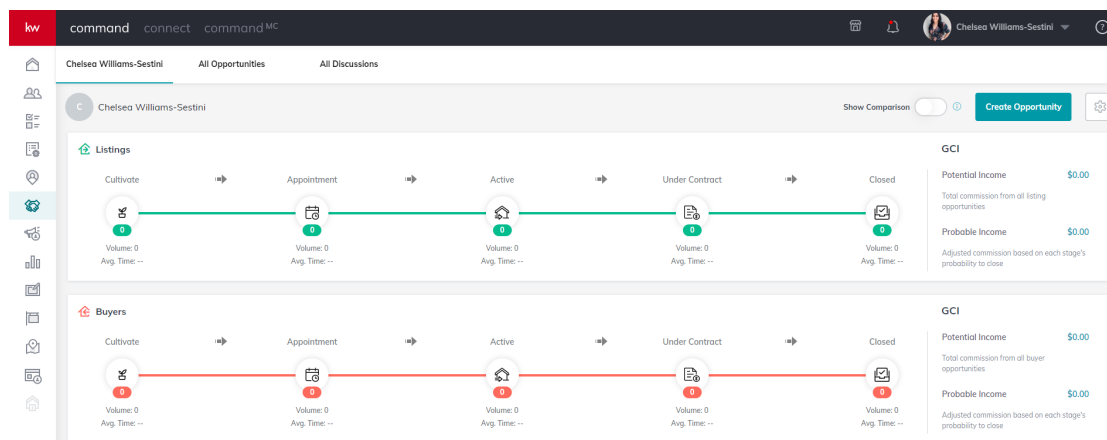 kw command connect command MC Chelsea Williams-Sestini ?
Chelsea Williams-Sestini All Opportunities All Discussions
C Chelsea Williams-Sestini Show Comparison Create Opportunity
Listings
Cultivate Appointment Active Under Contract Closed
0 0 0 0 0
Volume: 0 Volume: 0 Volume: 0 Volume: 0 Volume: 0
Avg. Time: -- Avg. Time: -- Avg. Time: -- Avg. Time: -- Avg. Time: --
GCI
Potential Income $0.00
Total commission from all listing
opportunities
Probable Income $0.00
Adjusted commission based on each stage's
probability to close
Buyers
Cultivate Appointment Active Under Contract Closed
0 0 0 0 0
Volume: 0 Volume: 0 Volume: 0 Volume: 0 Volume: 0
Avg. Time: -- Avg. Time: -- Avg. Time: -- Avg. Time: -- Avg. Time: --
GCI
Potential Income $0.00
Total commission from all buyer
opportunities
Probable Income $0.00
Adjusted commission based on each stage's
probability to close